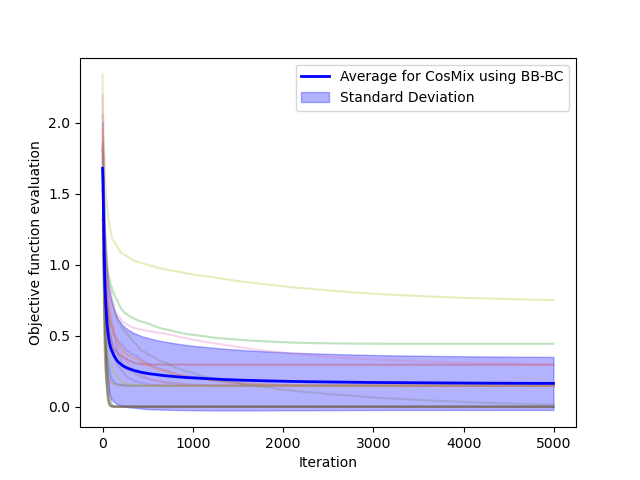 Average for CosMix using BB-BC
Standard Deviation
Objective function evaluation
2.0
1.5
1.0
0.5
0.0
0
1000
2000
3000
4000
5000
Iteration